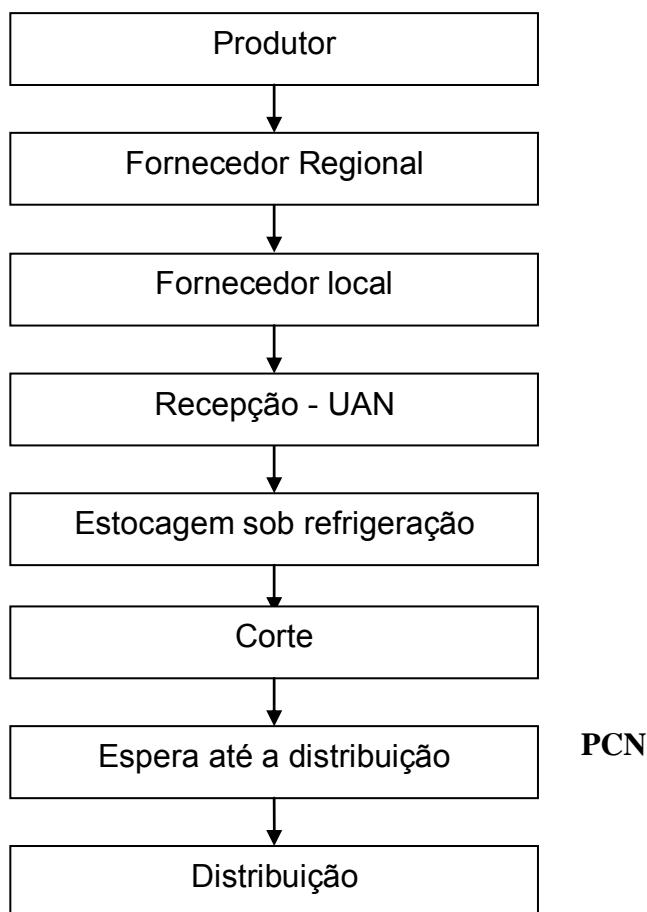 Produtor
Fornecedor Regional
Fornecedor local
Recepção - UAN
Estocagem sob refrigeração
Corte
Espera até a distribuição
PCN
Distribuição